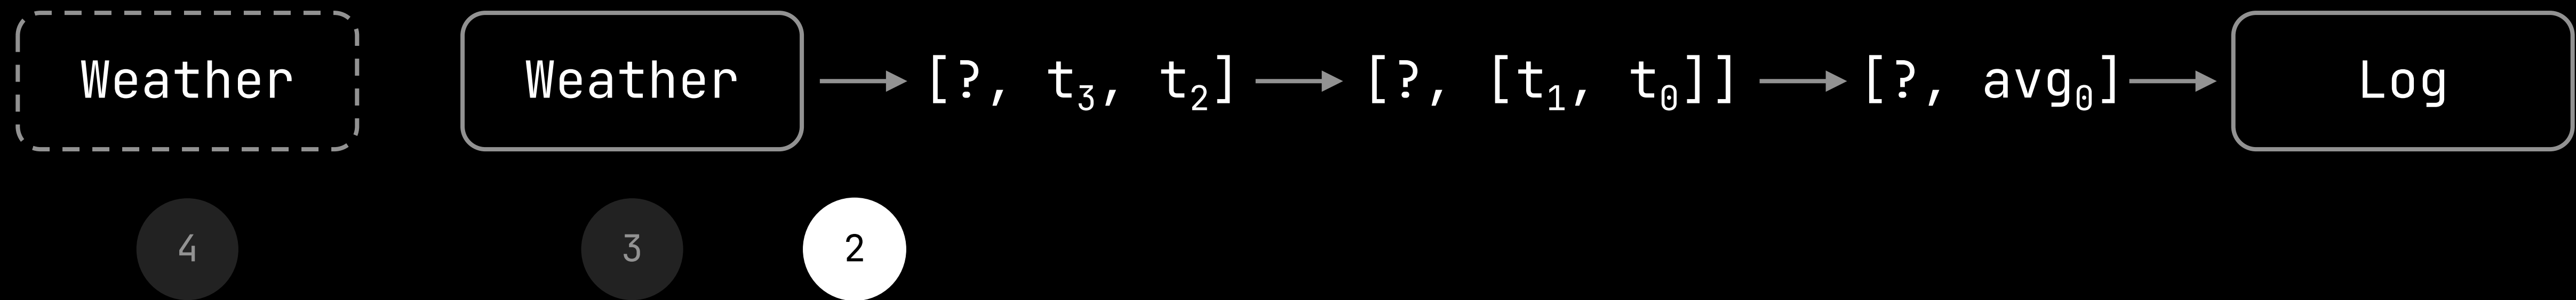 Weather Weather [?, t₃, t₂] [?, [t₁, t₀]] [?, avg₀] Log
4 3 2